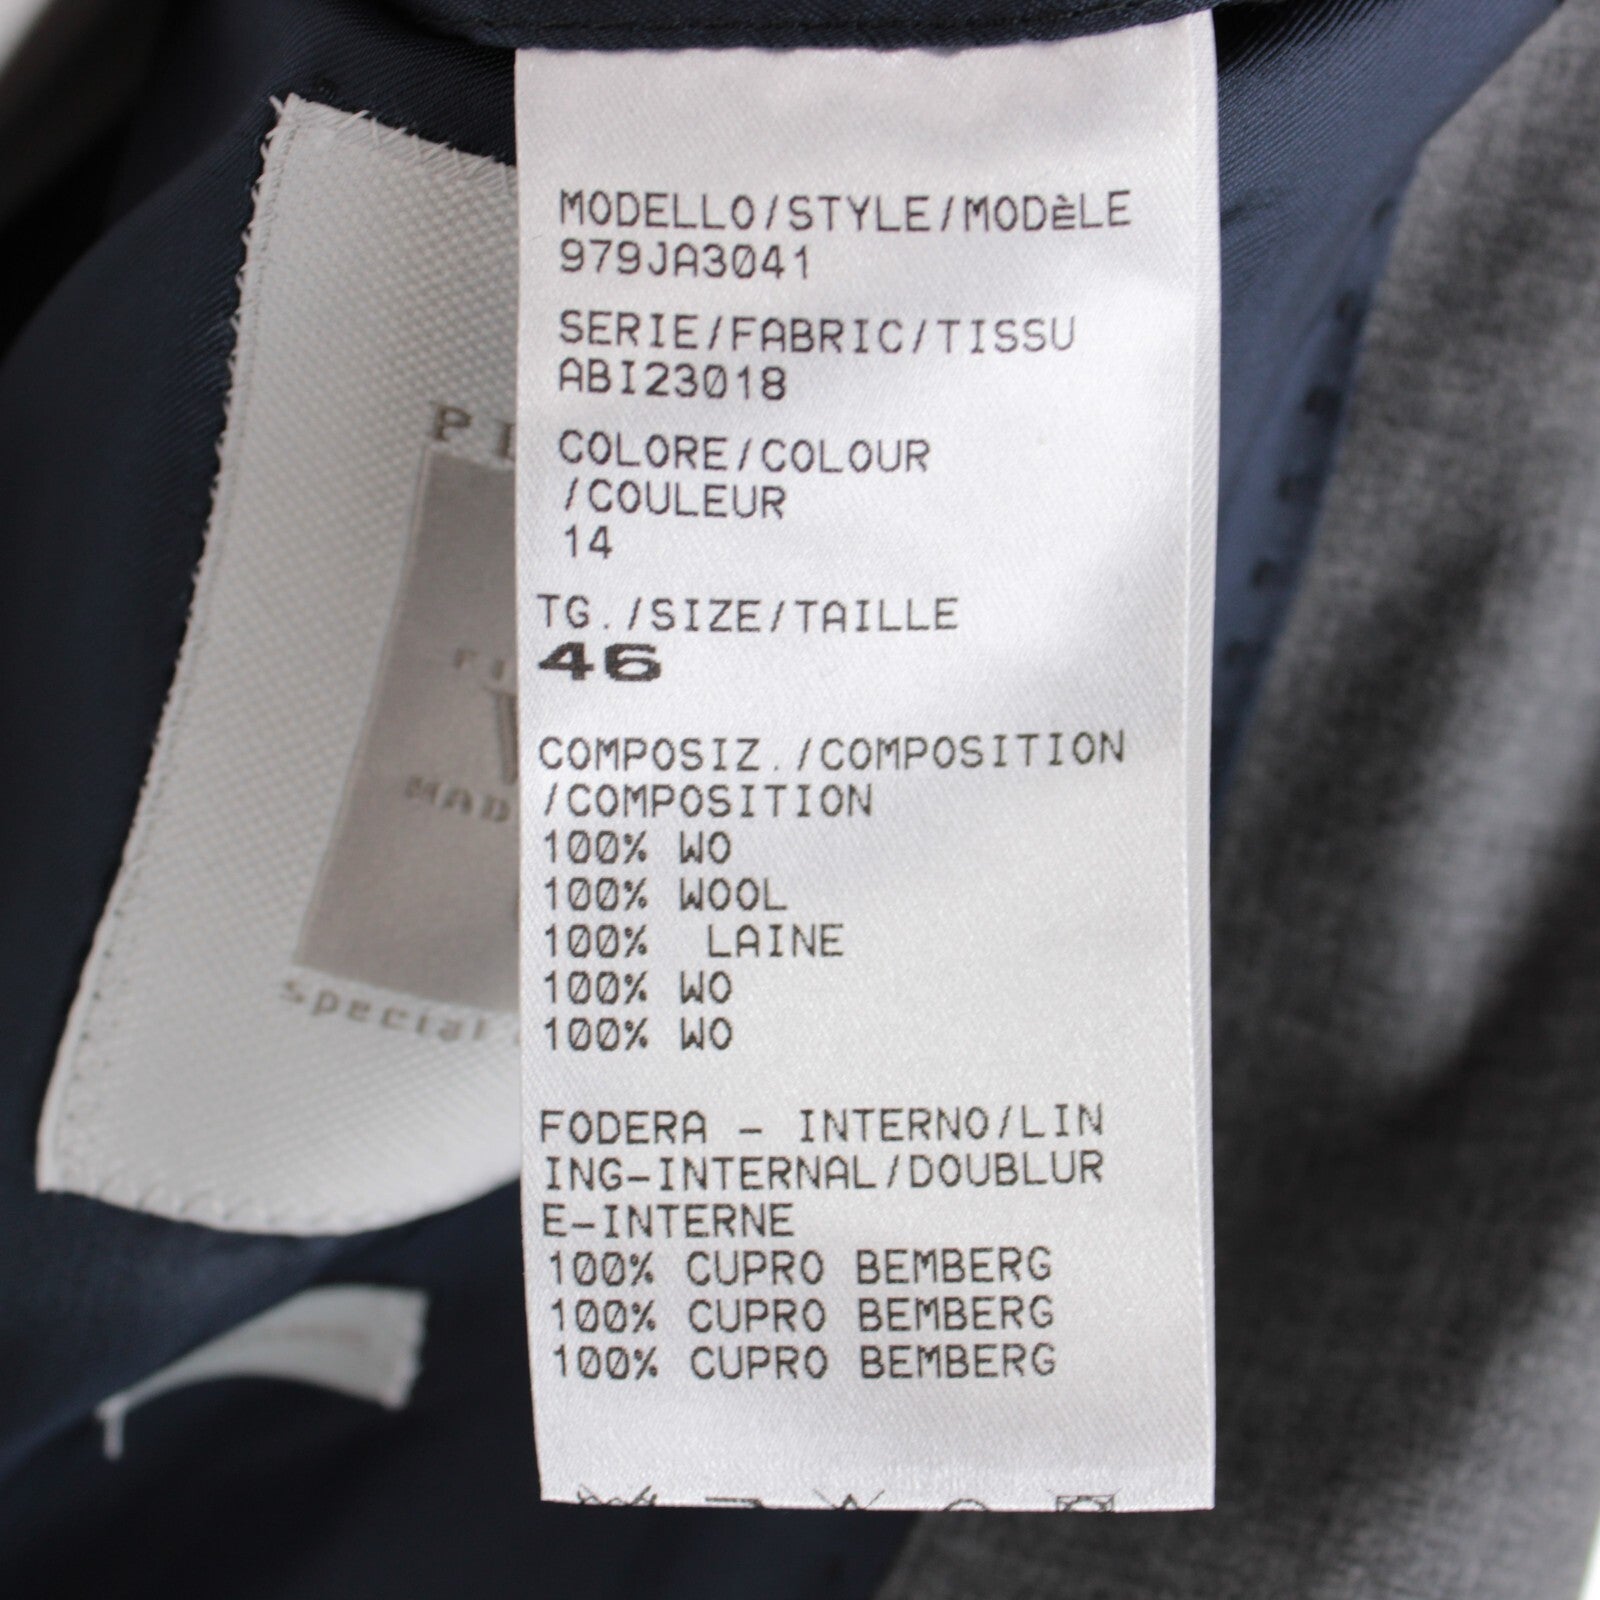 MODELLO/STYLE/MODèLE
979JA3041
SERIE/FABRIC/TISSU
ABI23018
COLORE/COLOUR
/COULEUR
14
TG./SIZE/TAILLE
46
COMPOSIZ./COMPOSITION
/COMPOSITION
100% WO
100% WOOL
100% LAINE
100% WO
100% WO
FODERA - INTERNO/LIN
ING-INTERNAL/DOUBLUR
E-INTERNE
100% CUPRO BEMBERG
100% CUPRO BEMBERG
100% CUPRO BEMBERG
special